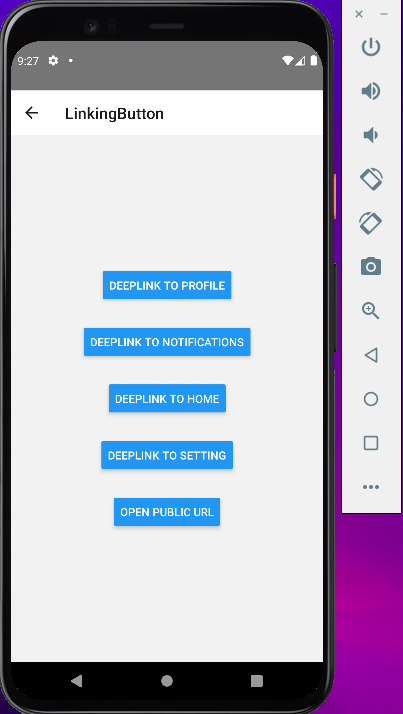 9:27
LinkingButton
DEEPLINK TO PROFILE
DEEPLINK TO NOTIFICATIONS
DEEPLINK TO HOME
DEEPLINK TO SETTING
OPEN PUBLIC URL